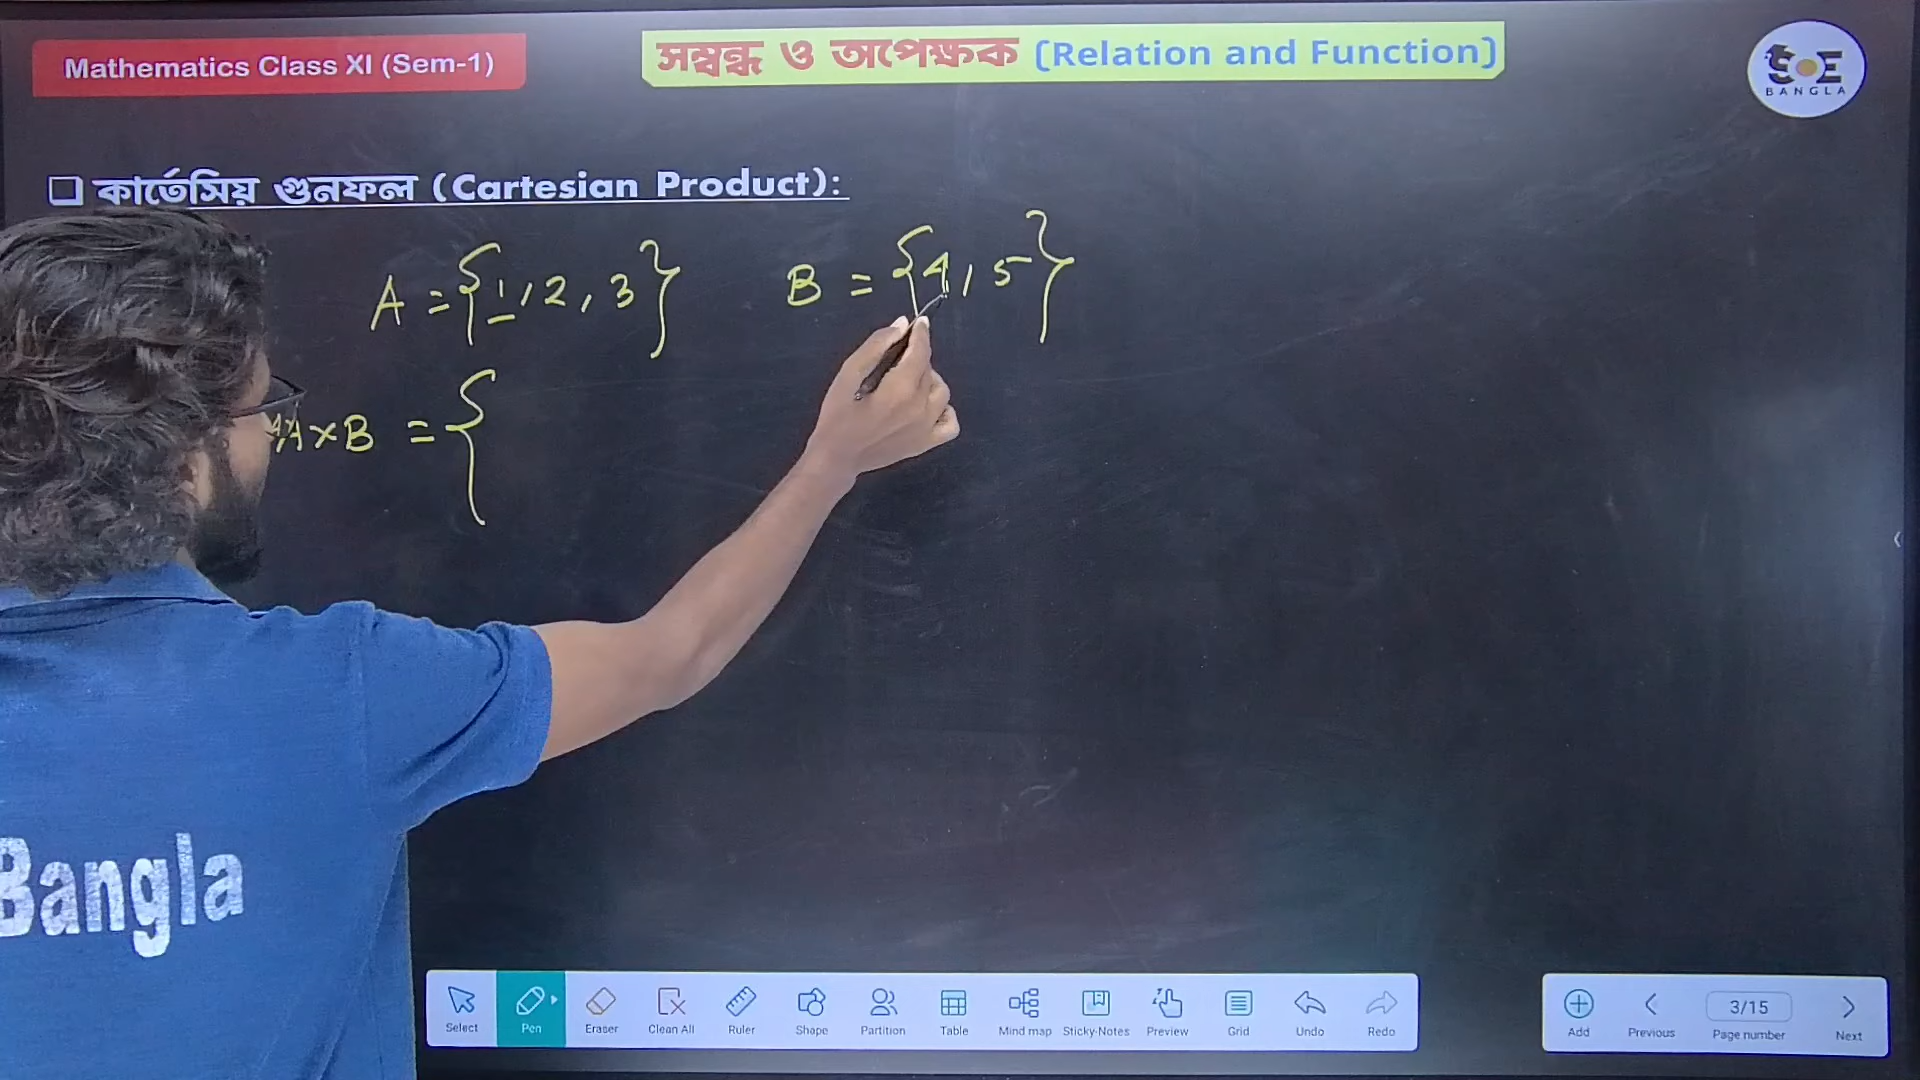 Mathematics Class XI (Sem-1)
সম্বন্ধ ও অপেক্ষক (Relation and Function)
BANGLA
❑ কার্তেসিয় গুনফল (Cartesian Product):
A = {1, 2, 3} B = {4, 5}
A×B = {
Bangla
Select Pen Eraser Clean All Ruler Shape Partition Table Mind map Sticky-Notes Preview Grid Undo Redo
Add Previous 3/15 Page number Next